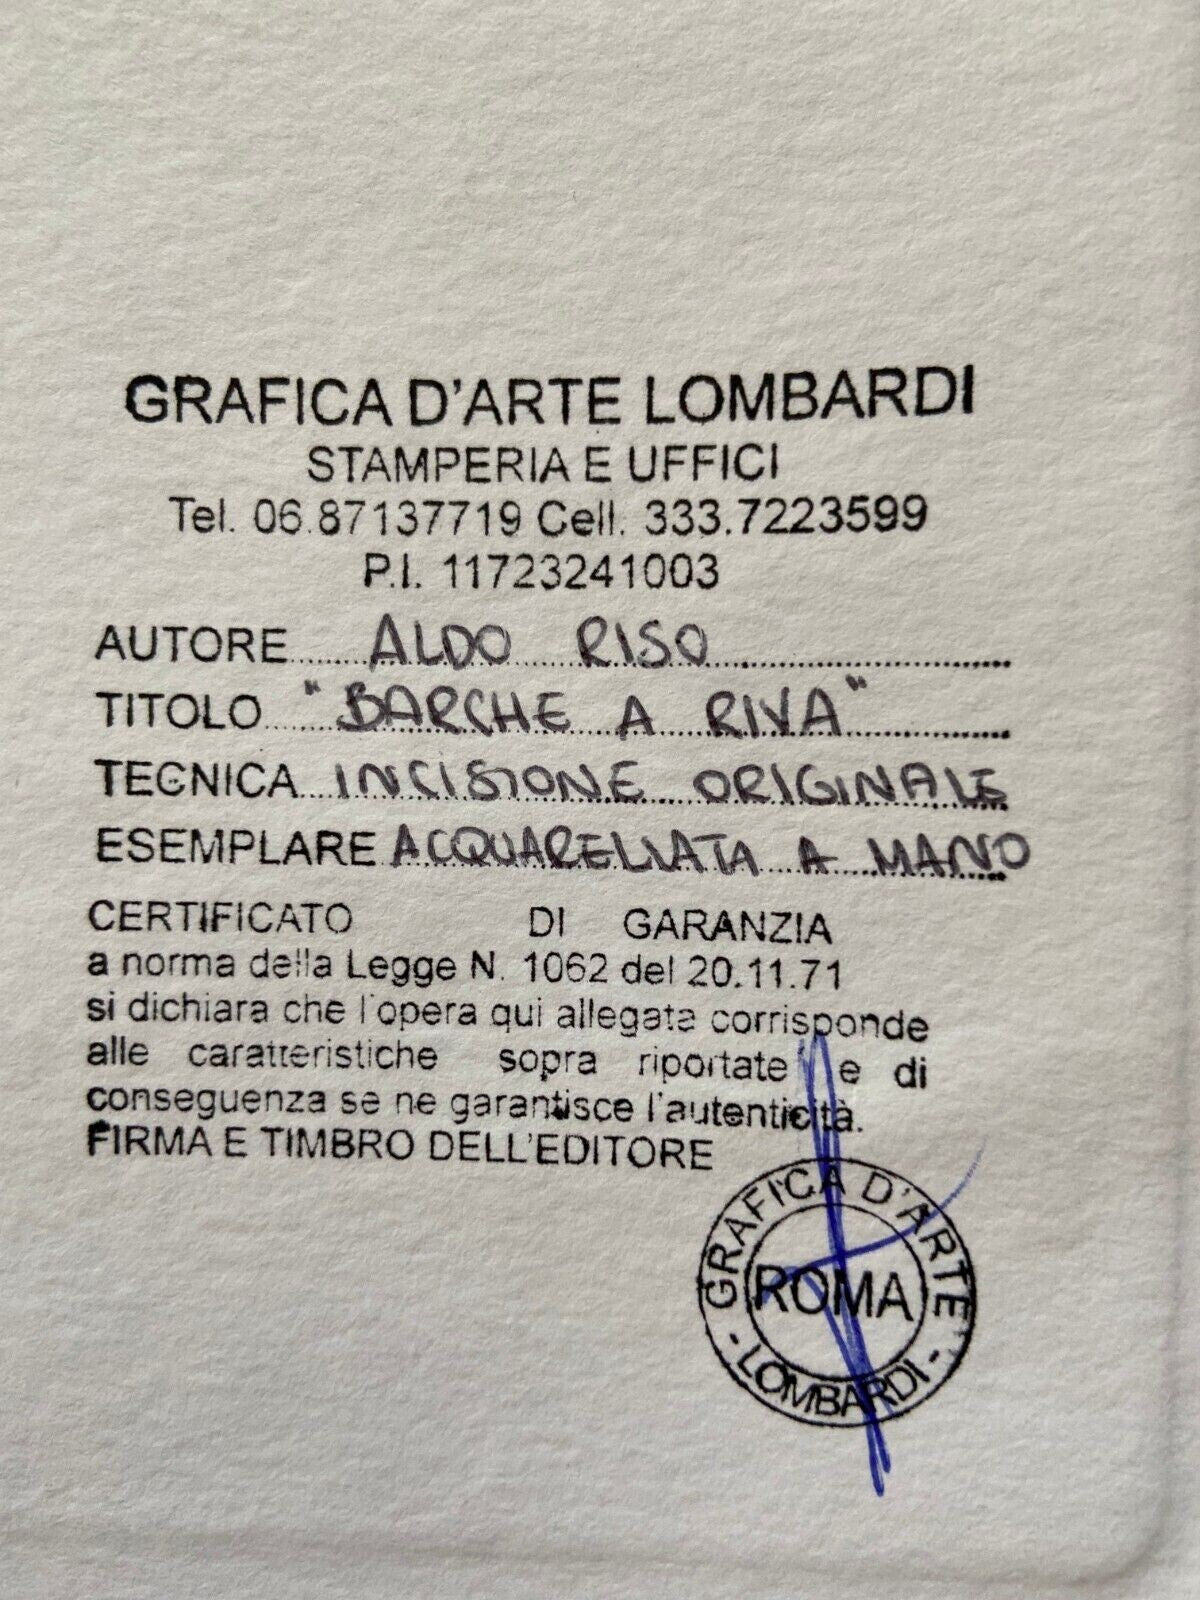 GRAFICA D'ARTE LOMBARDI
STAMPERIA E UFFICI
Tel. 06.87137719 Cell. 333.7223599
P.I. 11723241003
AUTORE ALDO RISO
TITOLO "BARCHE A RIVA"
TECNICA INCISIONE ORIGINALE
ESEMPLARE ACQUARELLATA A MANO
CERTIFICATO DI GARANZIA
a norma della Legge N. 1062 del 20.11.71
si dichiara che l'opera qui allegata corrisponde
alle caratteristiche sopra riportate e di
conseguenza se ne garantisce l'autenticità.
FIRMA E TIMBRO DELL'EDITORE
GRAFICA D'ARTE
ROMA
- LOMBARDI -